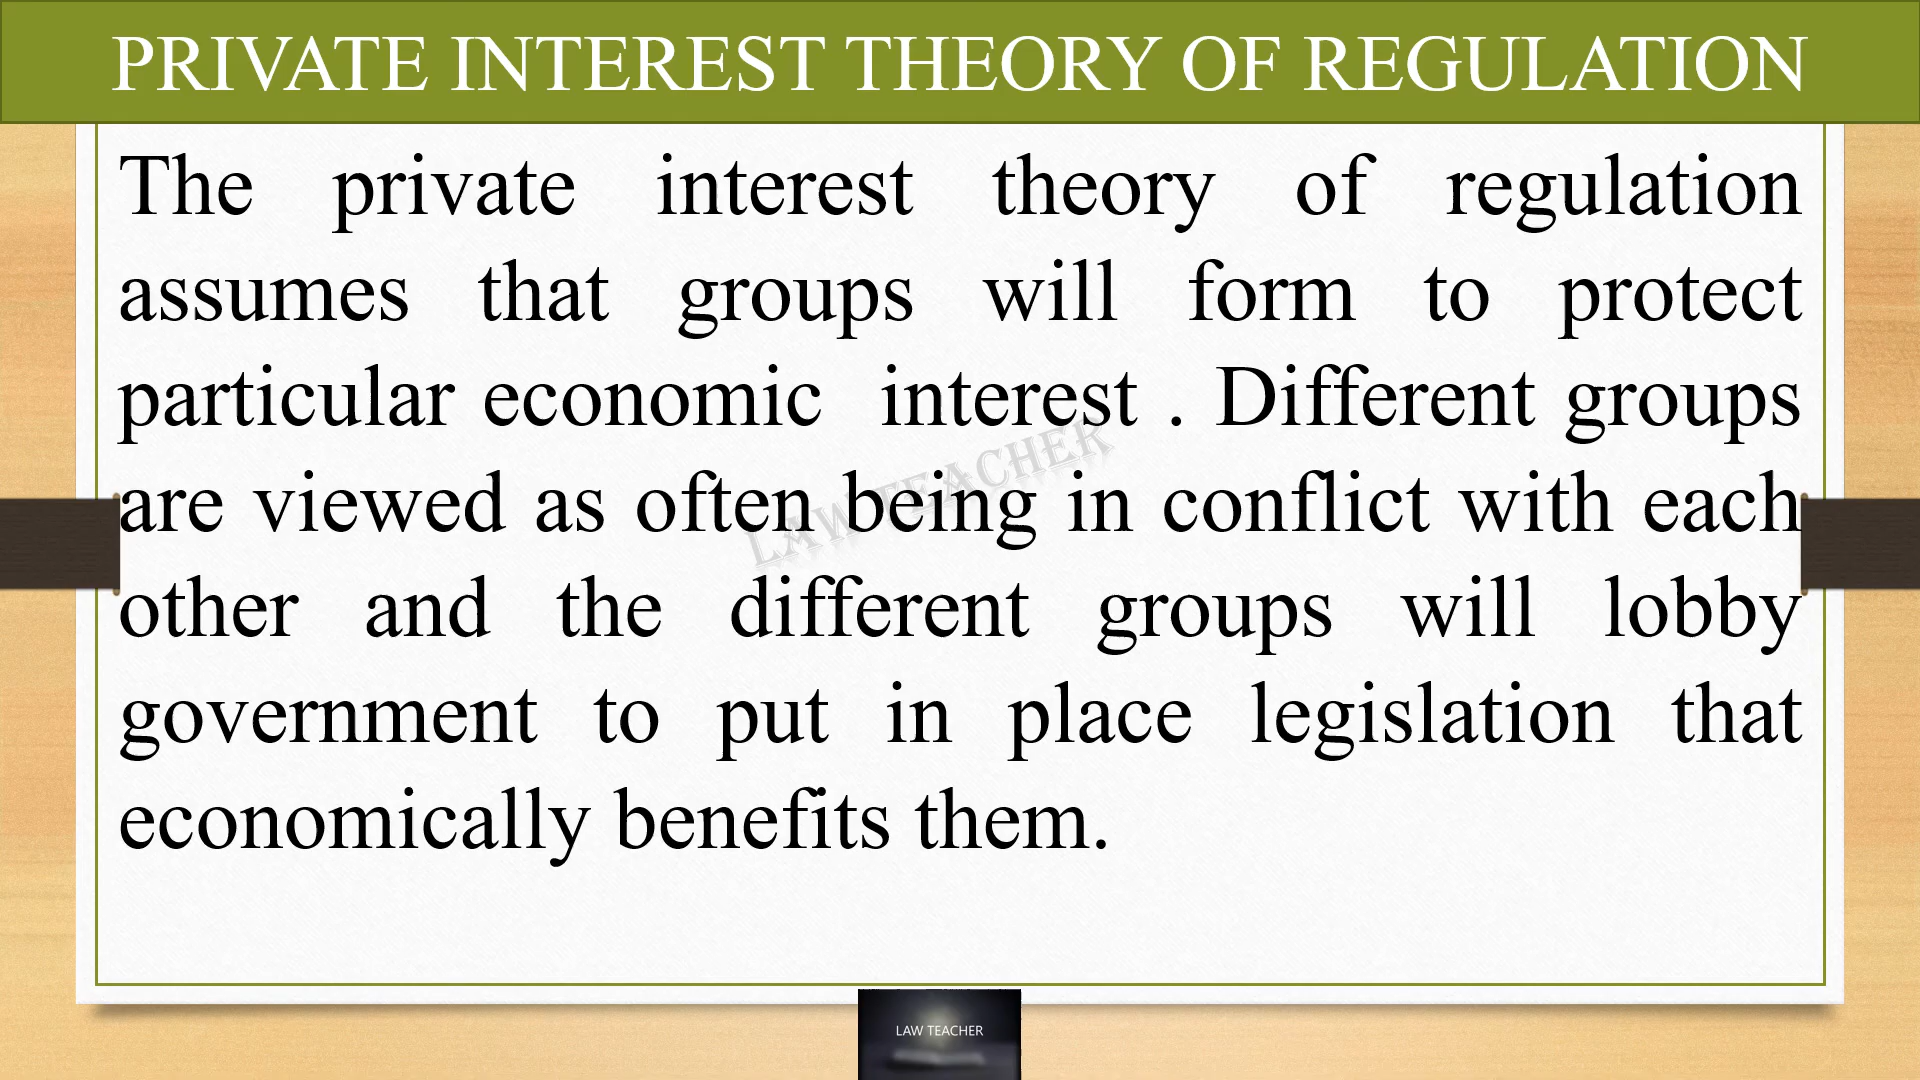 PRIVATE INTEREST THEORY OF REGULATION
The private interest theory of regulation
assumes that groups will form to protect
particular economic interest . Different groups
are viewed as often being in conflict with each
other and the different groups will lobby
government to put in place legislation that
economically benefits them.
LAW TEACHER
LAW TEACHER